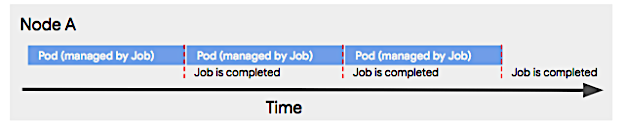 Node A
Pod (managed by Job) Pod (managed by Job) Pod (managed by Job)
Job is completed Job is completed Job is completed
Time